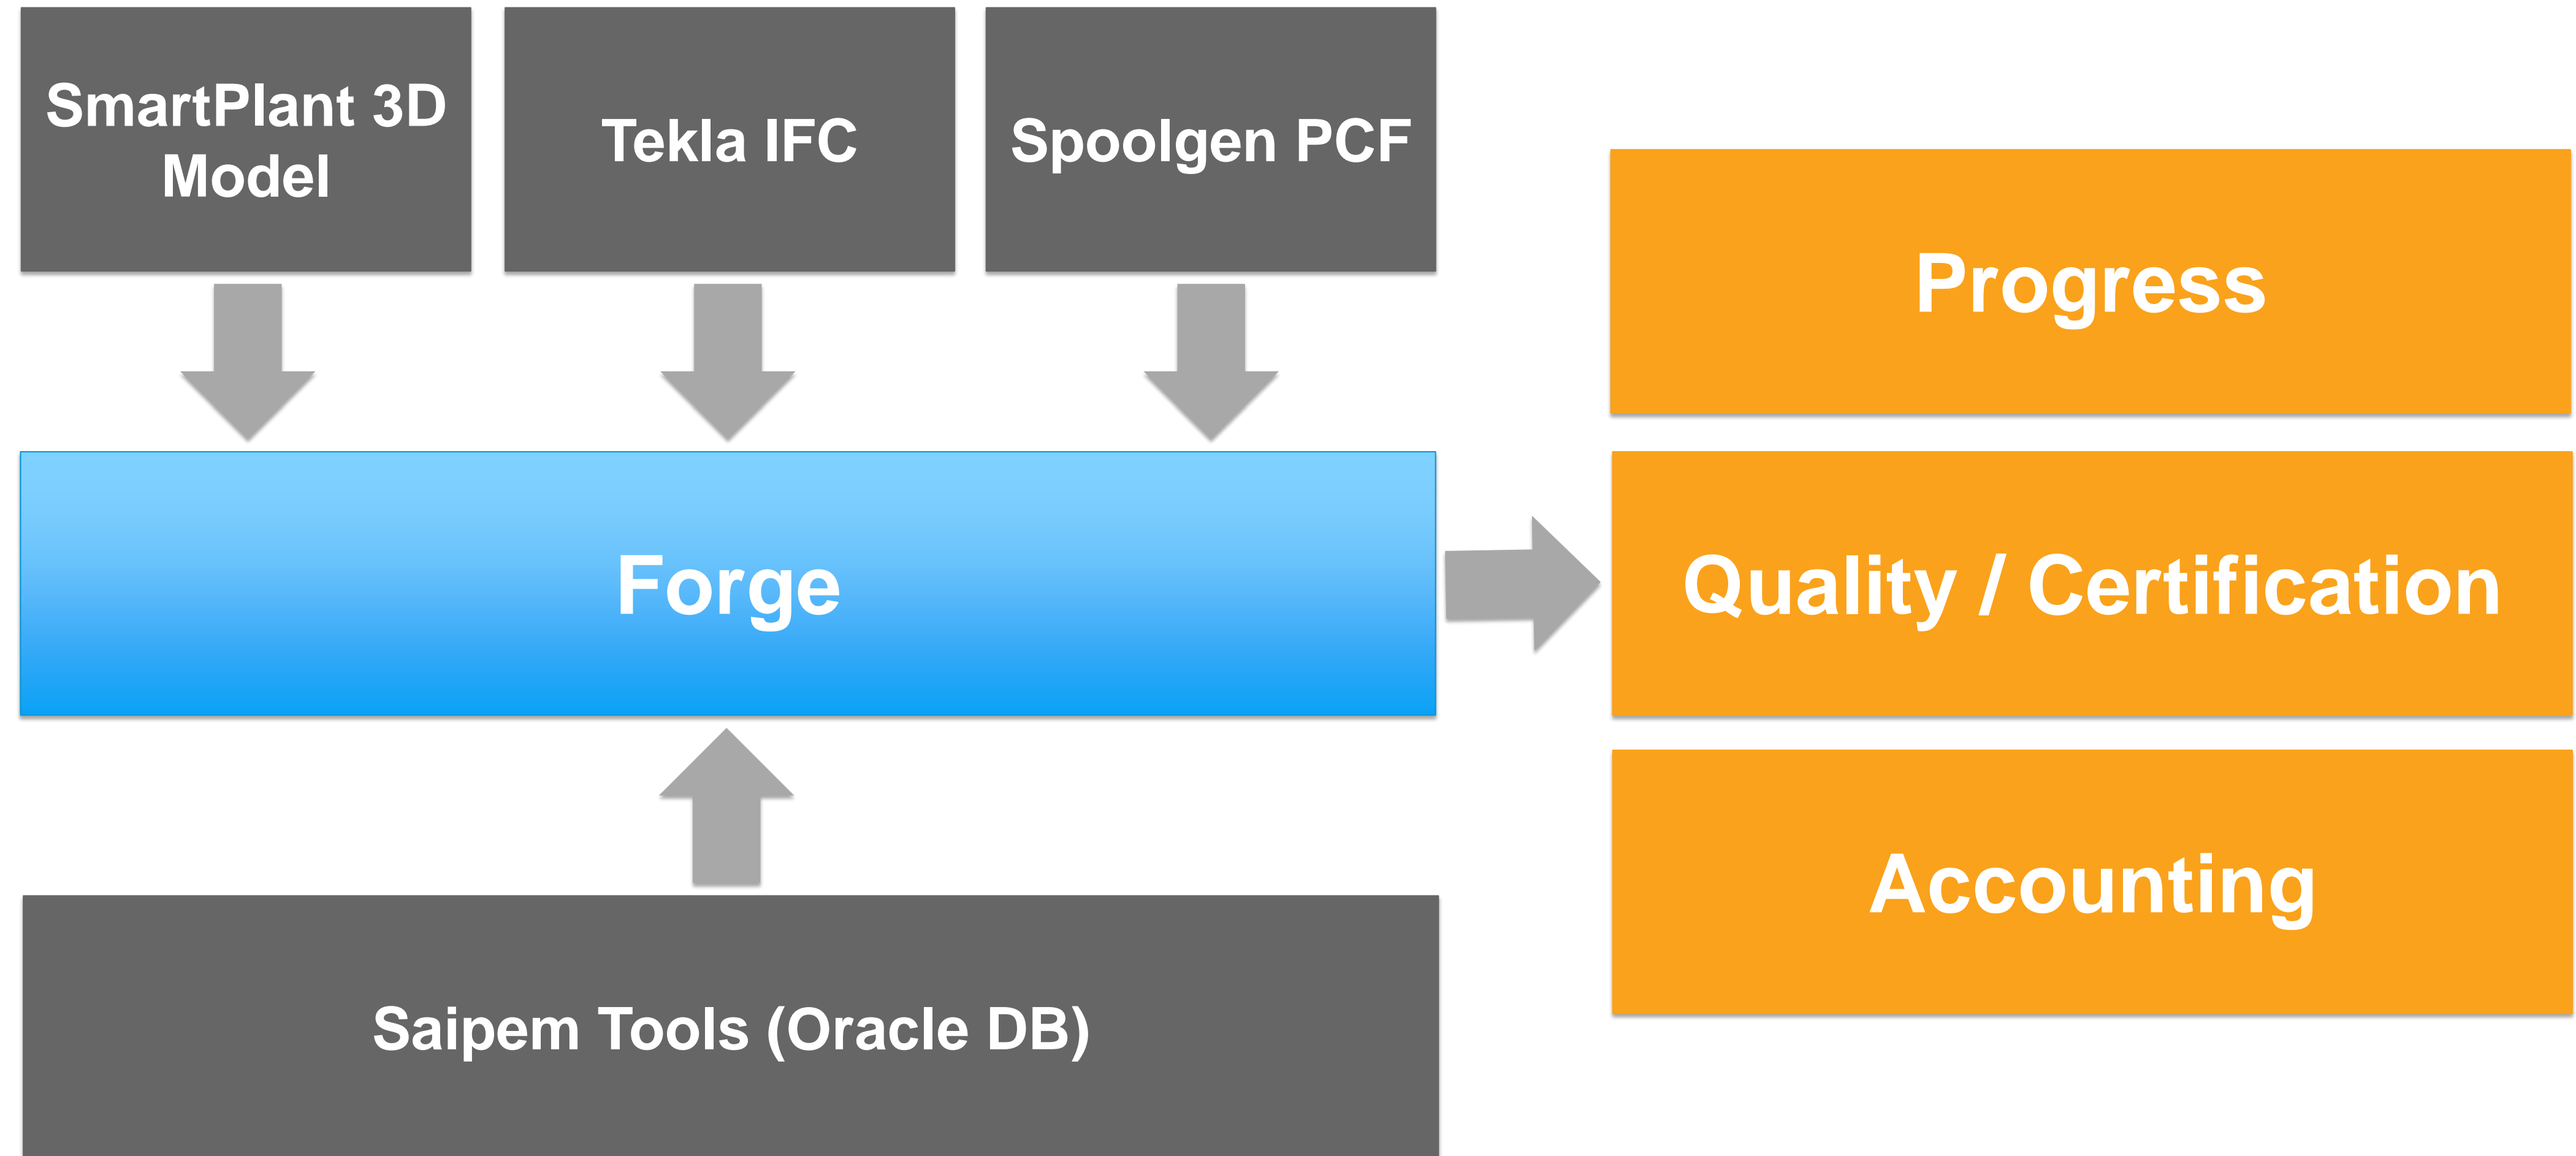 SmartPlant 3D
Model
Tekla IFC
Spoolgen PCF
Progress
Forge
Quality / Certification
Accounting
Saipem Tools (Oracle DB)